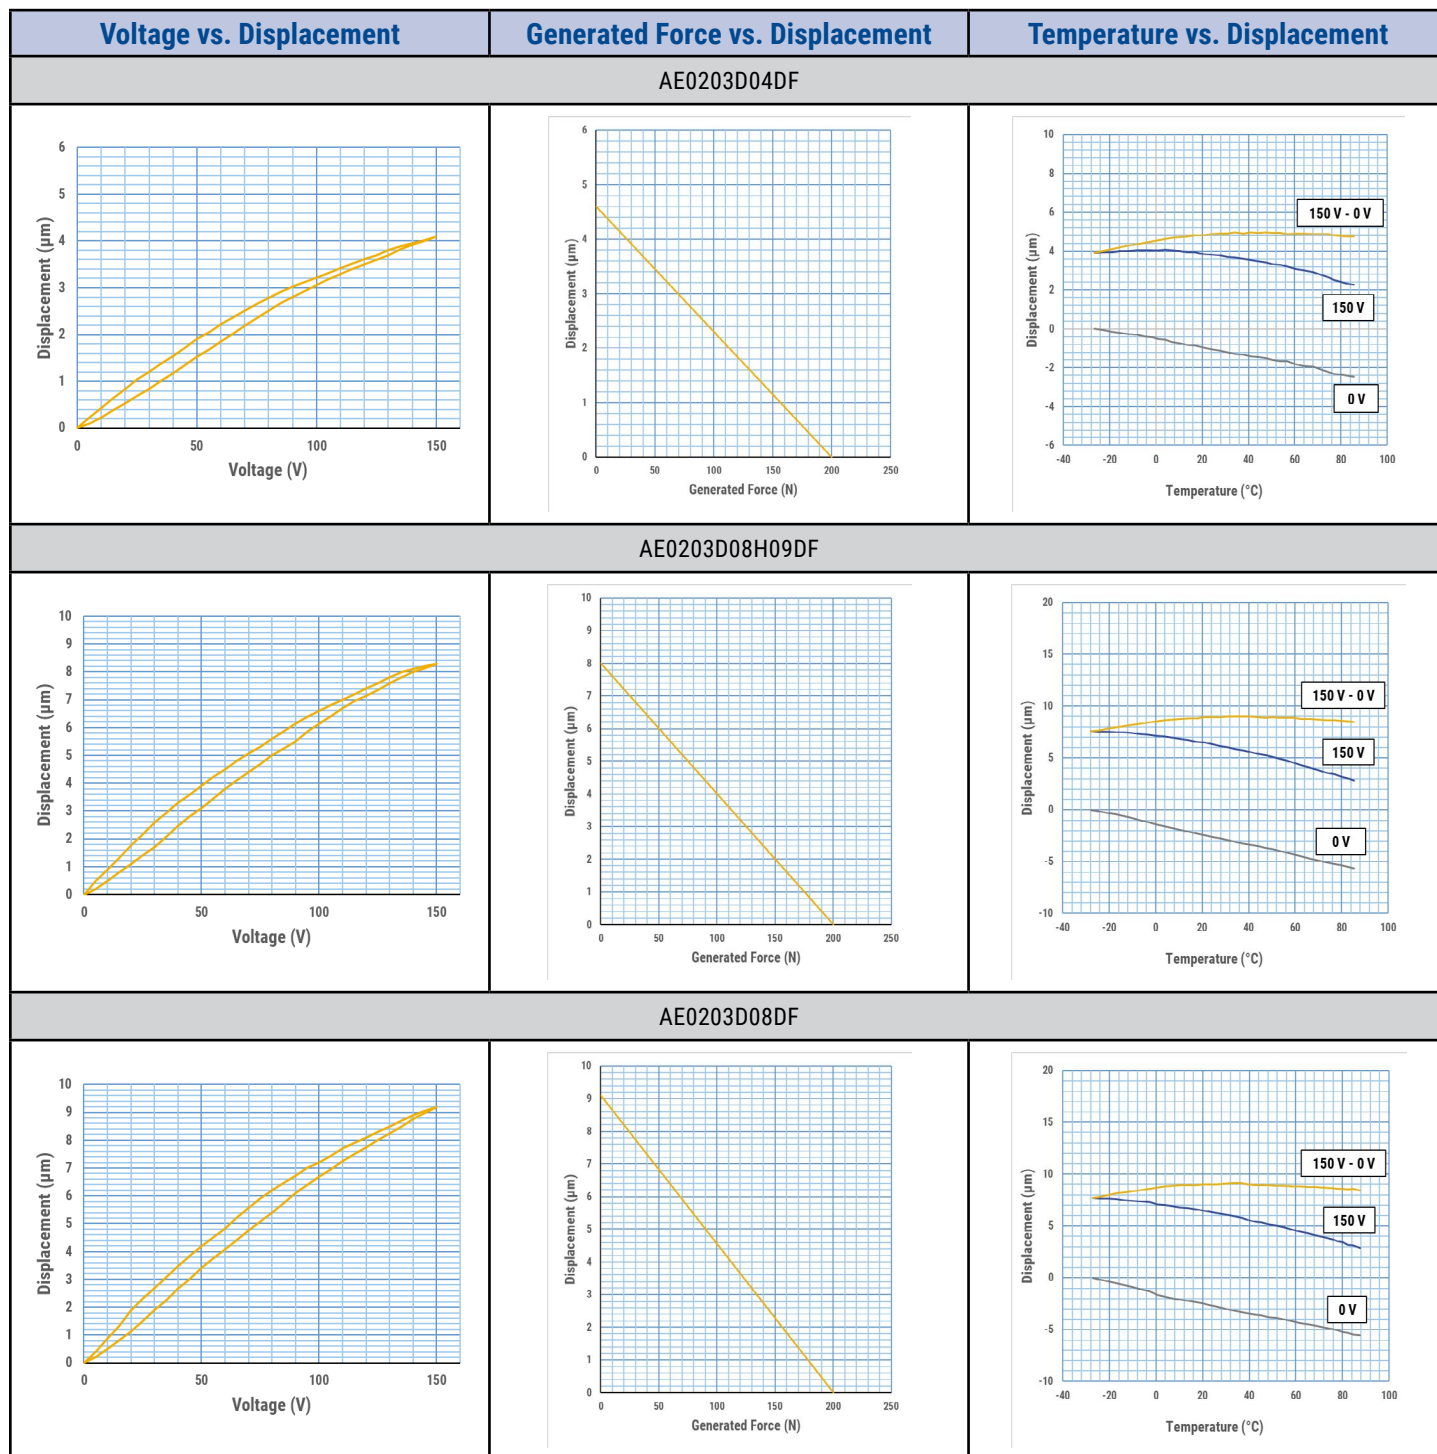 Voltage vs. Displacement
Generated Force vs. Displacement
Temperature vs. Displacement
AE0203D04DF
6
5
4
3
2
1
0
Displacement (µm)
0 50 100 150
Voltage (V)
6
5
4
3
2
1
0
Displacement (µm)
0 50 100 150 200 250
Generated Force (N)
10
8
6
4
2
0
-2
-4
-6
Displacement (µm)
150 V - 0 V
150 V
0 V
-40 -20 0 20 40 60 80 100
Temperature (°C)
AE0203D08H09DF
10
9
8
7
6
5
4
3
2
1
0
Displacement (µm)
0 50 100 150
Voltage (V)
10
9
8
7
6
5
4
3
2
1
0
Displacement (µm)
0 50 100 150 200 250
Generated Force (N)
20
15
10
5
0
-5
-10
Displacement (µm)
150 V - 0 V
150 V
0 V
-40 -20 0 20 40 60 80 100
Temperature (°C)
AE0203D08DF
10
9
8
7
6
5
4
3
2
1
0
Displacement (µm)
0 50 100 150
Voltage (V)
10
9
8
7
6
5
4
3
2
1
0
Displacement (µm)
0 50 100 150 200 250
Generated Force (N)
20
15
10
5
0
-5
-10
Displacement (µm)
150 V - 0 V
150 V
0 V
-40 -20 0 20 40 60 80 100
Temperature (°C)